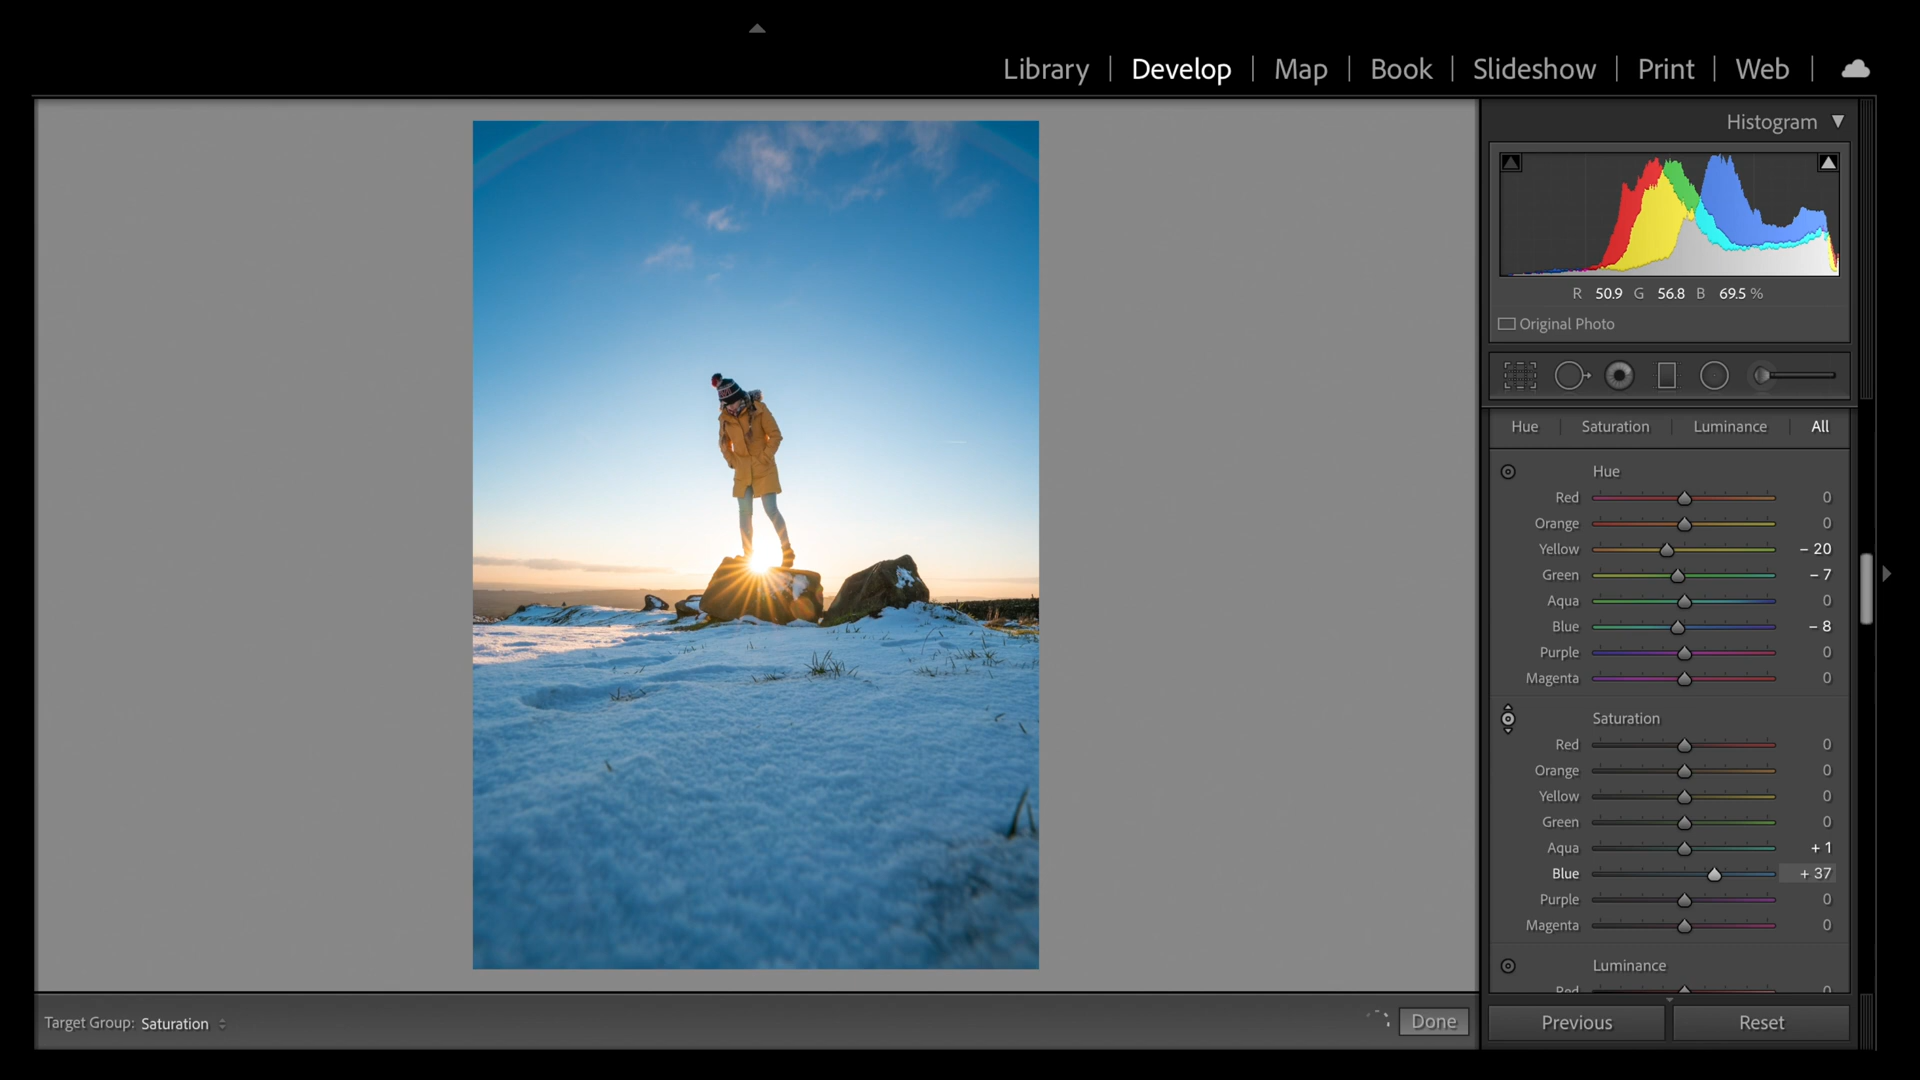 Library | Develop | Map | Book | Slideshow | Print | Web |
Histogram
R 50.9 G 56.8 B 69.5 %
Original Photo
Hue | Saturation | Luminance | All
Hue
Red 0
Orange 0
Yellow – 20
Green – 7
Aqua 0
Blue – 8
Purple 0
Magenta 0
Saturation
Red 0
Orange 0
Yellow 0
Green 0
Aqua + 1
Blue + 37
Purple 0
Magenta 0
Luminance
Red 0
Target Group: Saturation
Done
Previous
Reset